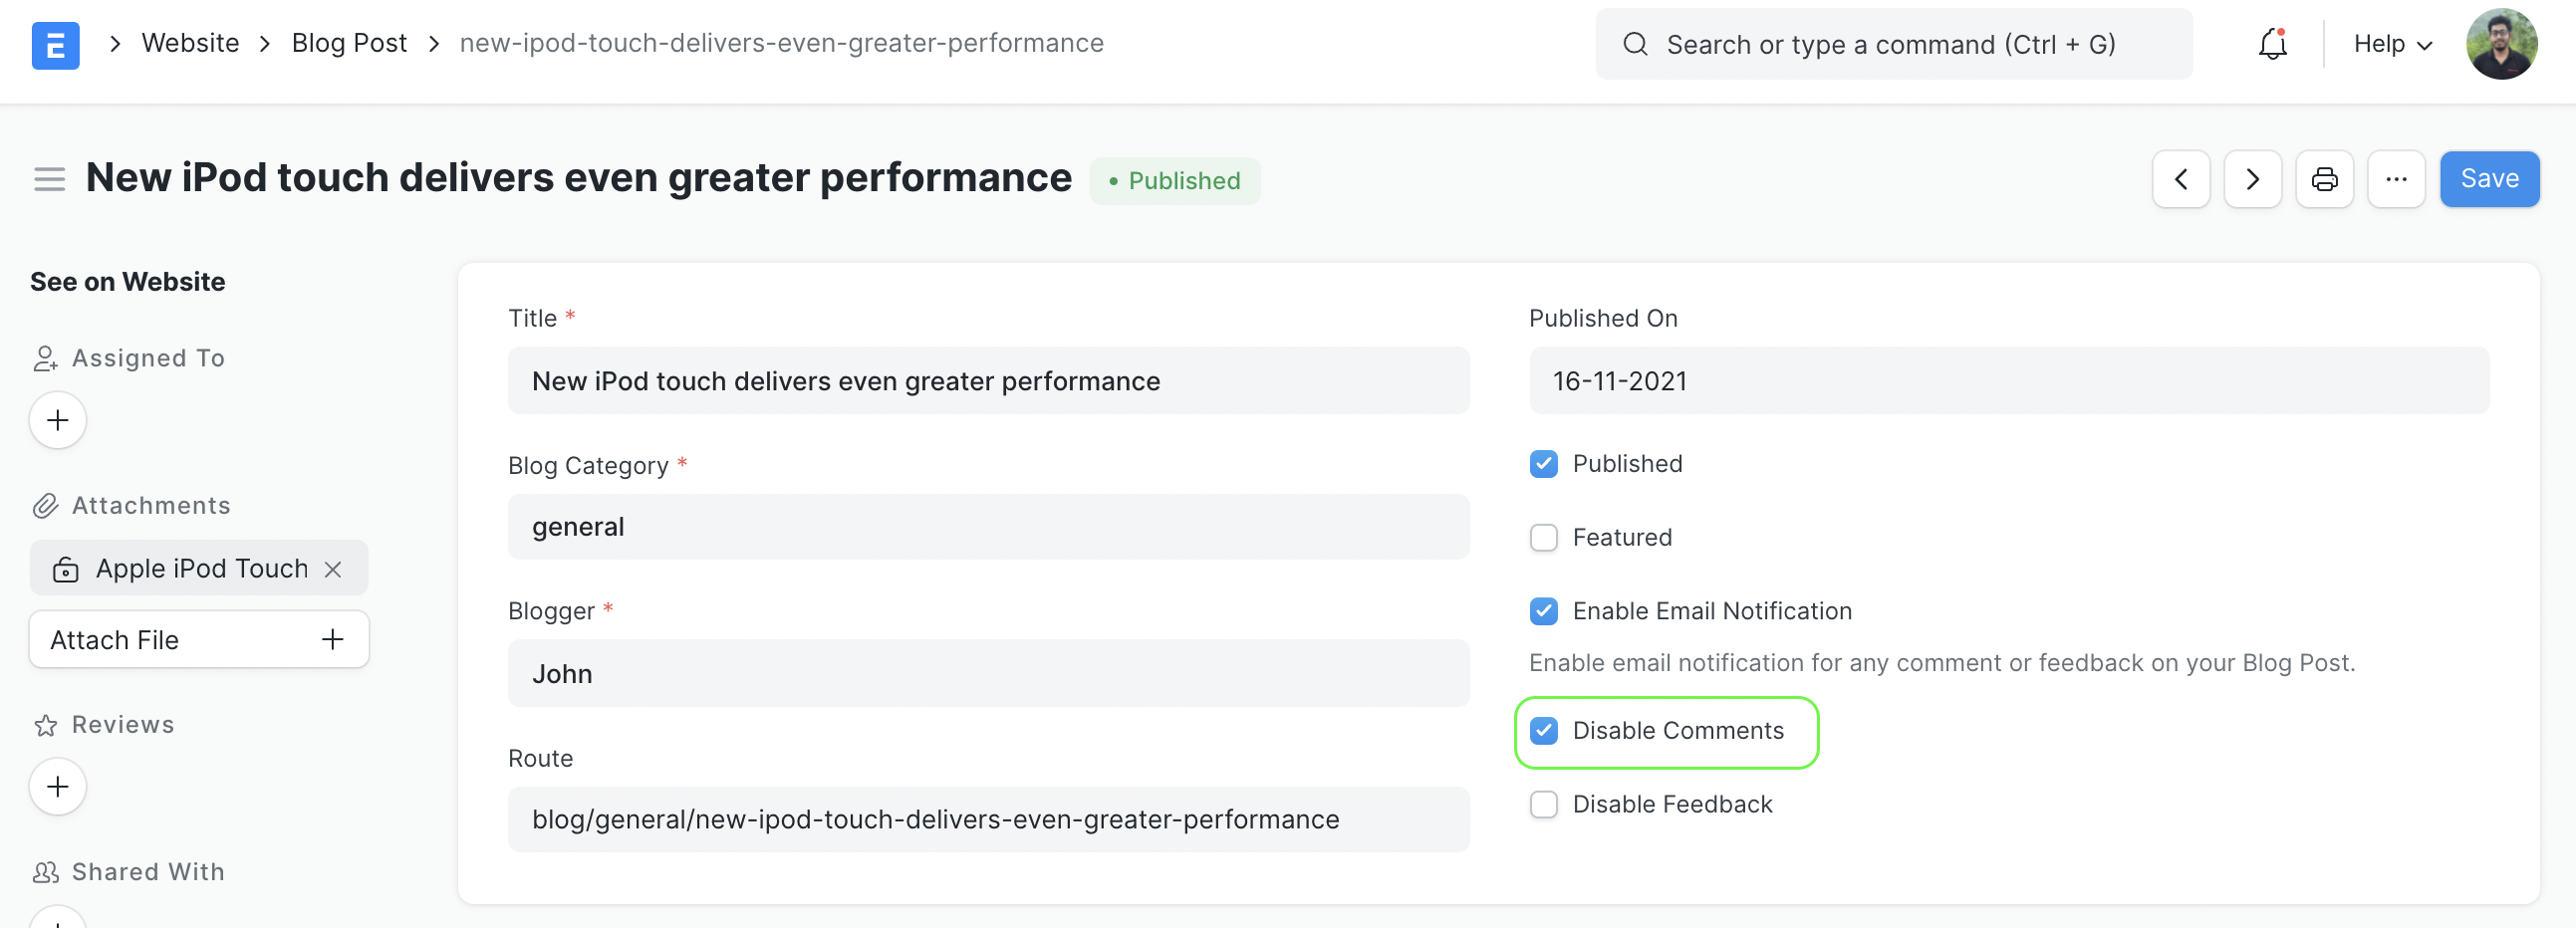 E
Website
Blog Post
new-ipod-touch-delivers-even-greater-performance
Search or type a command (Ctrl + G)
Help
New iPod touch delivers even greater performance
Published
Save
See on Website
Assigned To
Attachments
Apple iPod Touch
Attach File
Reviews
Shared With
Title *
New iPod touch delivers even greater performance
Blog Category *
general
Blogger *
John
Route
blog/general/new-ipod-touch-delivers-even-greater-performance
Published On
16-11-2021
Published
Featured
Enable Email Notification
Enable email notification for any comment or feedback on your Blog Post.
Disable Comments
Disable Feedback